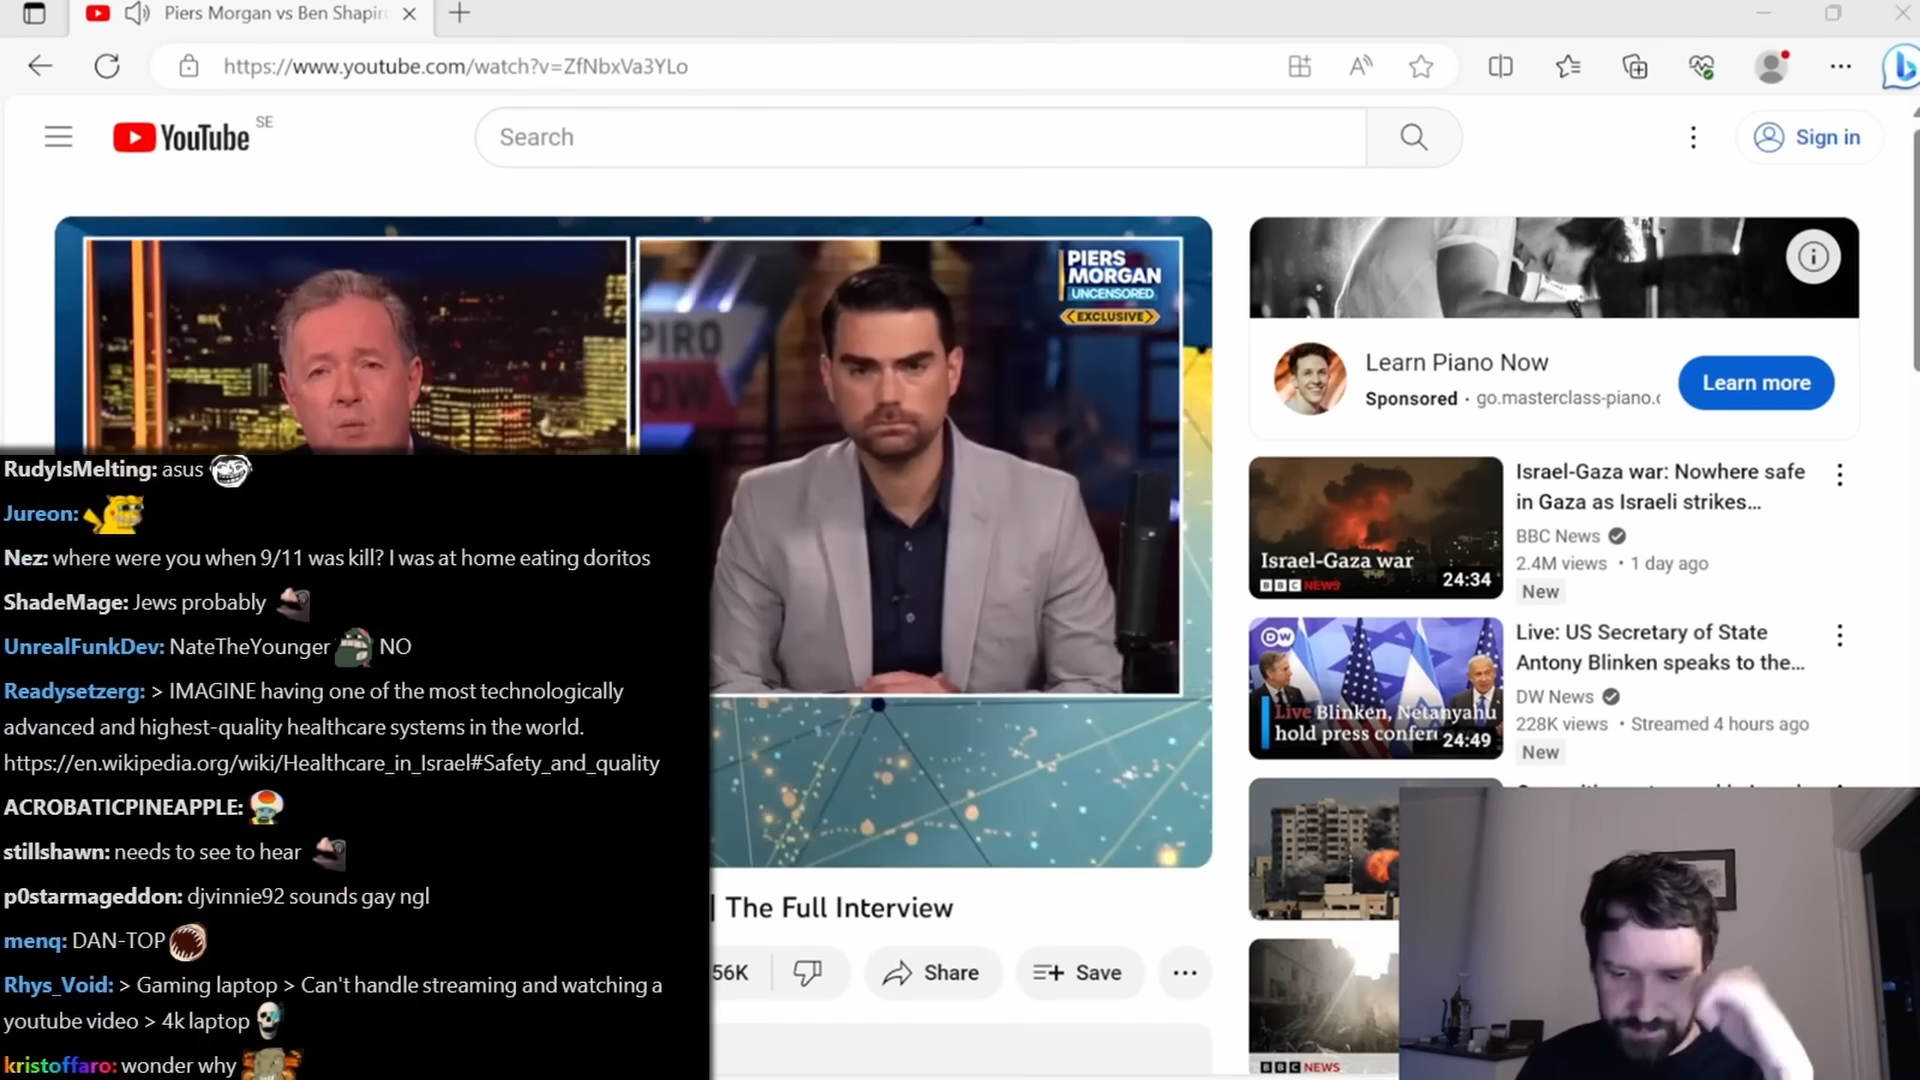 Piers Morgan vs Ben Shapir
https://www.youtube.com/watch?v=ZfNbxVa3YLo
YouTube SE
Search
Sign in
PIERS
MORGAN
UNCENSORED
EXCLUSIVE
PIRO
OW
Learn Piano Now
Sponsored · go.masterclass-piano.c
Learn more
Israel-Gaza war
BBC NEWS
24:34
Israel-Gaza war: Nowhere safe
in Gaza as Israeli strikes...
BBC News
2.4M views • 1 day ago
New
DW
Live Blinken, Netanyahu
hold press confer
24:49
Live: US Secretary of State
Antony Blinken speaks to the...
DW News
228K views • Streamed 4 hours ago
New
BBC NEWS
RudyIsMelting: asus
Jureon:
Nez: where were you when 9/11 was kill? I was at home eating doritos
ShadeMage: Jews probably
UnrealFunkDev: NateTheYounger NO
Readysetzerg: > IMAGINE having one of the most technologically
advanced and highest-quality healthcare systems in the world.
https://en.wikipedia.org/wiki/Healthcare_in_Israel#Safety_and_quality
ACROBATICPINEAPPLE:
stillshawn: needs to see to hear
p0starmageddon: djvinnie92 sounds gay ngl
menq: DAN-TOP
Rhys_Void: > Gaming laptop > Can't handle streaming and watching a
youtube video > 4k laptop
kristoffaro: wonder why
| The Full Interview
56K
Share
Save